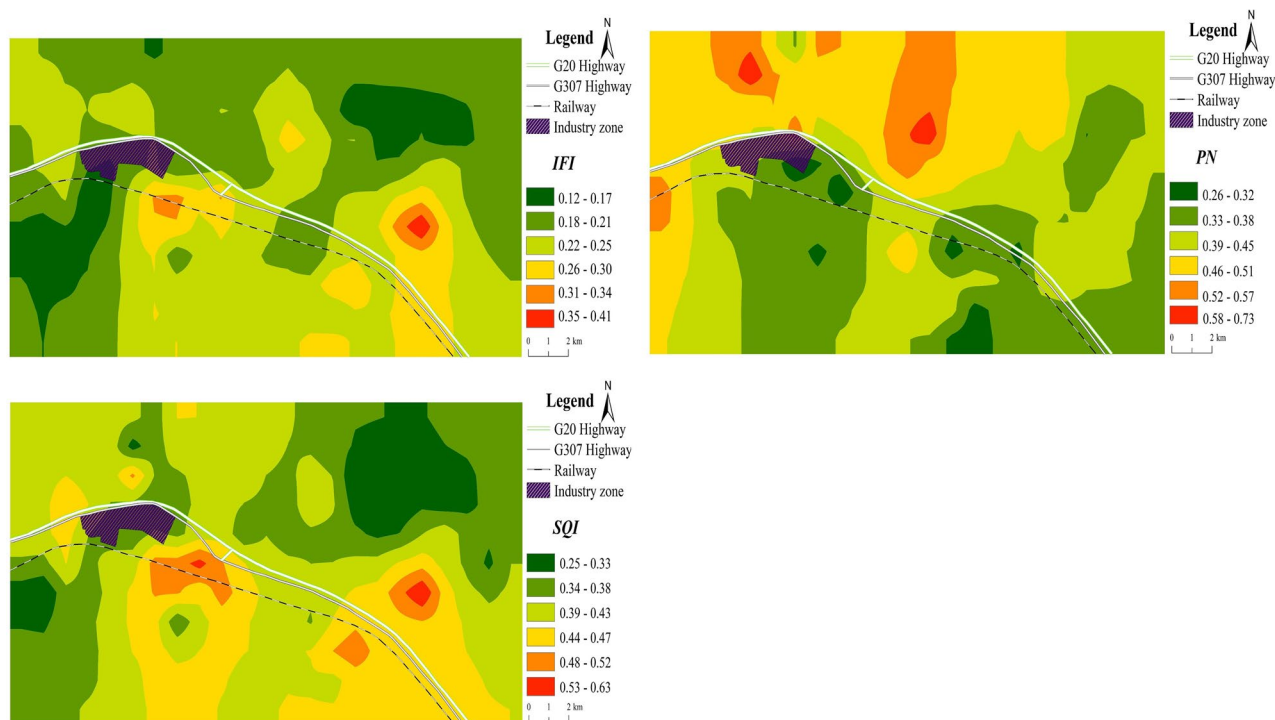 N
Legend
G20 Highway
G307 Highway
Railway
Industry zone
IFI
0.12 - 0.17
0.18 - 0.21
0.22 - 0.25
0.26 - 0.30
0.31 - 0.34
0.35 - 0.41
0 1 2 km
N
Legend
G20 Highway
G307 Highway
Railway
Industry zone
PN
0.26 - 0.32
0.33 - 0.38
0.39 - 0.45
0.46 - 0.51
0.52 - 0.57
0.58 - 0.73
0 1 2 km
N
Legend
G20 Highway
G307 Highway
Railway
Industry zone
SQI
0.25 - 0.33
0.34 - 0.38
0.39 - 0.43
0.44 - 0.47
0.48 - 0.52
0.53 - 0.63
0 1 2 km